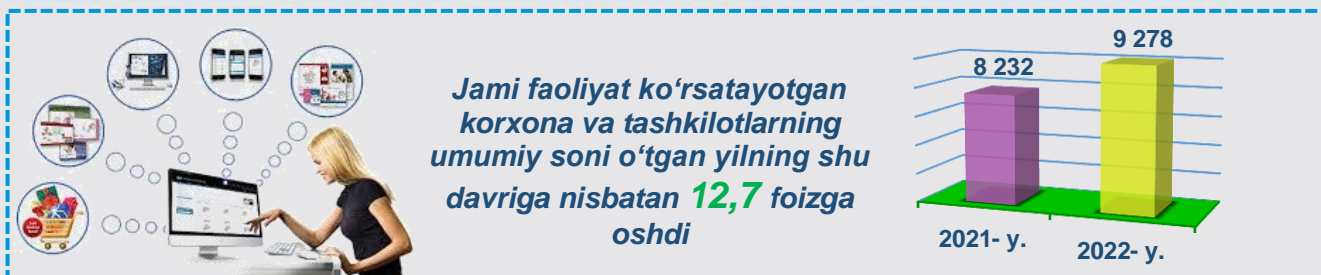 Jami faoliyat ko‘rsatayotgan
korxona va tashkilotlarning
umumiy soni o‘tgan yilning shu
davriga nisbatan 12,7 foizga
oshdi
8 232
9 278
2021- y.
2022- y.